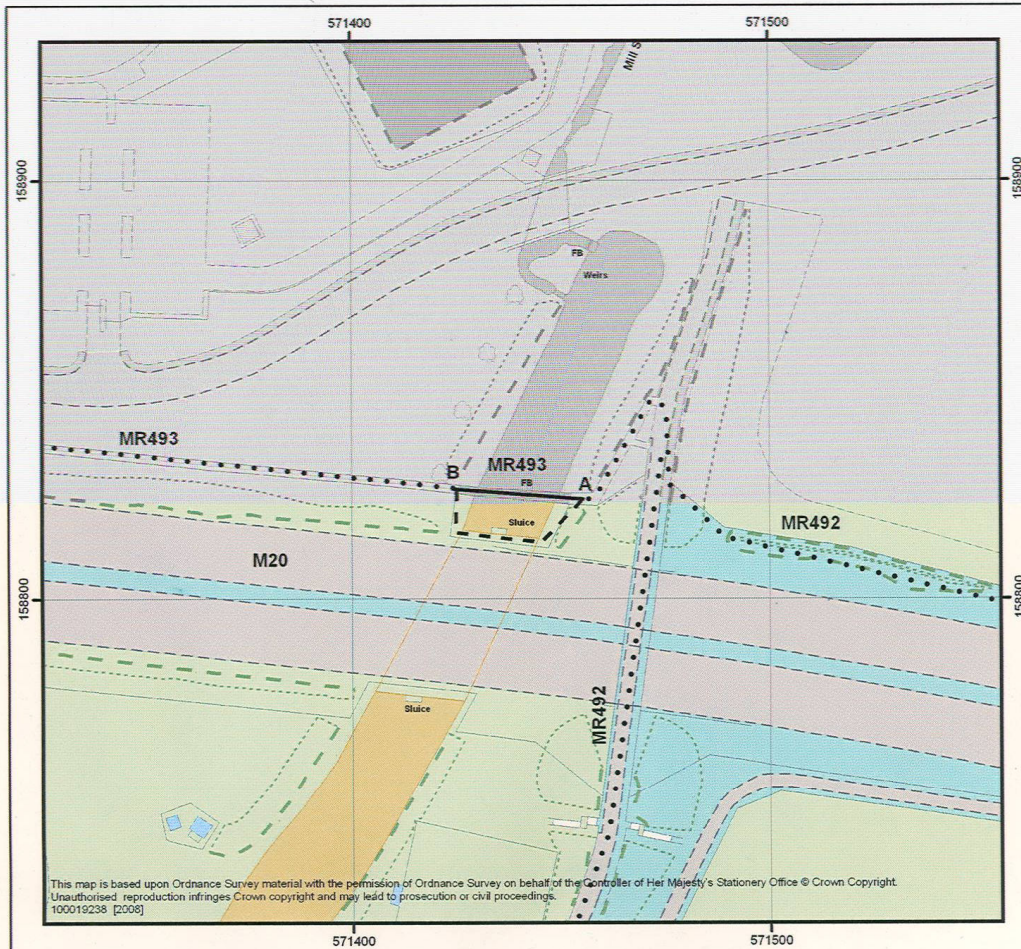 571400
571500
Mill S
158900
158900
FB
Weirs
MR493
MR493
B
A
FB
Sluice
MR492
M20
158800
158800
MR492
Sluice
This map is based upon Ordnance Survey material with the permission of Ordnance Survey on behalf of the Controller of Her Majesty's Stationery Office © Crown Copyright.
Unauthorised reproduction infringes Crown copyright and may lead to prosecution or civil proceedings.
100019238 [2008]
571400
571500